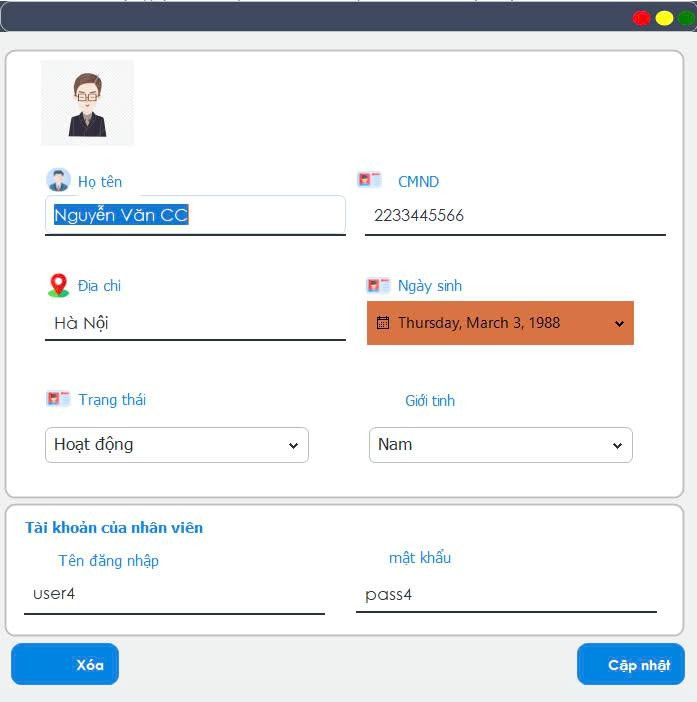 Họ tên
CMND
Nguyễn Văn CC
2233445566
Địa chỉ
Ngày sinh
Hà Nội
Thursday, March 3, 1988
Trạng thái
Giới tinh
Hoạt động
Nam
Tài khoản của nhân viên
Tên đăng nhập
mật khẩu
user4
pass4
Xóa
Cập nhật